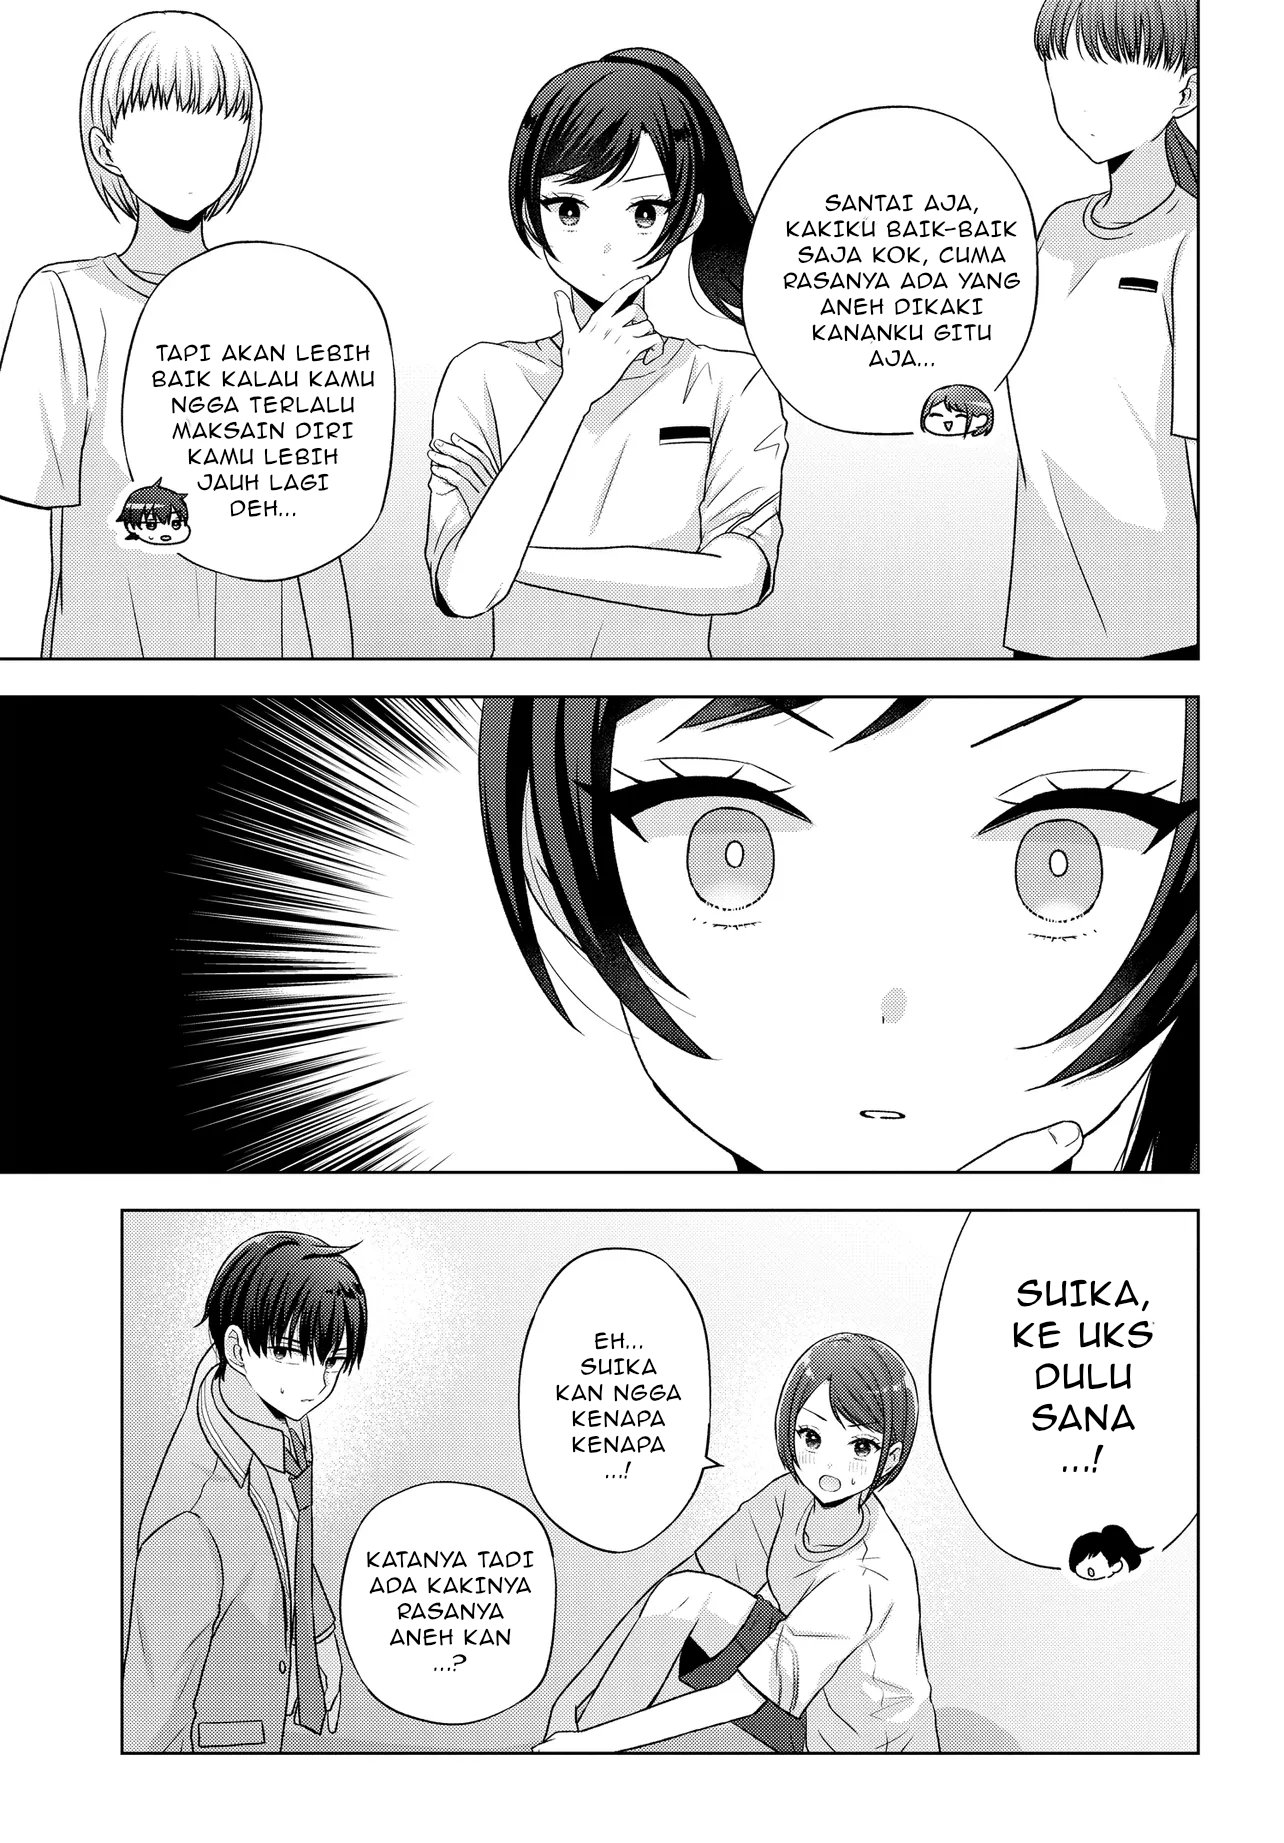 SANTAI AJA,
KAKIKU BAIK-BAIK
SAJA KOK, CUMA
RASANYA ADA YANG
ANEH DIKAKI
KANANKU GITU
AJA...
TAPI AKAN LEBIH
BAIK KALAU KAMU
NGGA TERLALU
MAKSAIN DIRI
KAMU LEBIH
JAUH LAGI
DEH...
SUIKA,
KE UKS
DULU
SANA
...!
EH...
SUIKA
KAN NGGA
KENAPA
KENAPA
...!
KATANYA TADI
ADA KAKINYA
RASANYA
ANEH KAN
...?